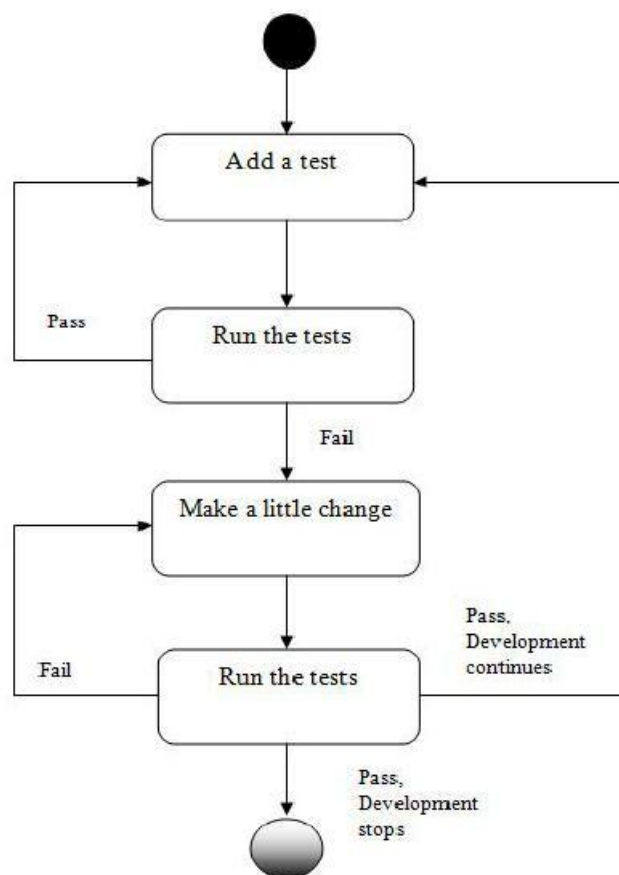 Add a test
Pass
Run the tests
Fail
Make a little change
Pass,
Development
continues
Fail
Run the tests
Pass,
Development
stops